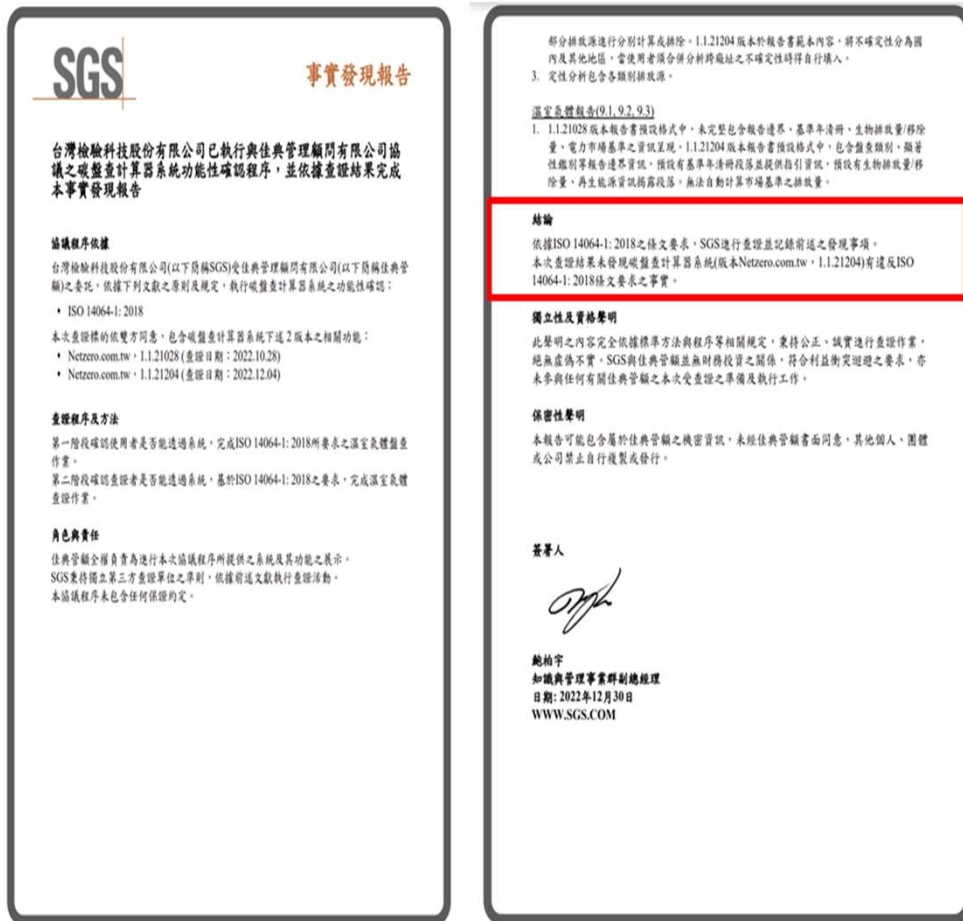 SGS
事實發現報告
台灣檢驗科技股份有限公司已執行與佳典管理顧問有限公司協
議之碳盤查計算器系統功能性確認程序，並依據查證結果完成
本事實發現報告
協議程序依據
台灣檢驗科技股份有限公司(以下簡稱SGS)受佳典管理顧問有限公司(以下簡稱佳典管
顧)之委託，依據下列文獻之原則及規定，執行碳盤查計算器系統之功能性確認：
• ISO 14064-1: 2018
本次查證標的依雙方同意，包含碳盤查計算器系統下述 2 版本之相關功能：
• Netzero.com.tw，1.1.21028 (查證日期：2022.10.28)
• Netzero.com.tw，1.1.21204 (查證日期：2022.12.04)
查證程序及方法
第一階段確認使用者是否能透過系統，完成ISO 14064-1: 2018所要求之溫室氣體盤查
作業。
第二階段確認查證者是否能透過系統，基於ISO 14064-1: 2018之要求，完成溫室氣體
查證作業。
角色與責任
佳典管顧全權負責為進行本次協議程序所提供之系統及其功能之展示。
SGS秉持獨立第三方查證單位之準則，依據前述文獻執行查證活動。
本協議程序未包含任何保證約定。
部分排放源進行分別計算或排除。1.1.21204 版本於報告書範本內容，將不確定性分為國
內及其他地區，當使用者須合併分析跨廠址之不確定性時得自行填入。
3. 定性分析包含各類別排放源。
溫室氣體報告(9.1, 9.2, 9.3)
1. 1.1.21028 版本報告書預設格式中，未完整包含報告邊界、基準年清冊、生物排放量/移除
量、電力市場基準之資訊呈現。1.1.21204 版本報告書預設格式中，包含盤查類別、顯著
性鑑別等報告邊界資訊，預設有基準年清冊段落並提供指引資訊，預設有生物排放量/移
除量、再生能源資訊揭露段落。無法自動計算市場基準之排放量。
結論
依據ISO 14064-1: 2018之條文要求，SGS進行查證並記錄前述之發現事項。
本次查證結果未發現碳盤查計算器系統(版本Netzero.com.tw，1.1.21204)有違反ISO
14064-1: 2018條文要求之事實。
獨立性及資格聲明
此聲明之內容完全依據標準方法與程序等相關規定，秉持公正、誠實進行查證作業，
絕無虛偽不實。SGS與佳典管顧並無財務投資之關係，符合利益衝突迴避之要求，亦
未參與任何有關佳典管顧之本次受查證之準備及執行工作。
保密性聲明
本報告可能包含屬於佳典管顧之機密資訊，未經佳典管顧書面同意，其他個人、團體
或公司禁止自行複製或發行。
簽署人
鮑柏宇
知識與管理事業群副總經理
日期: 2022年12月30日
WWW.SGS.COM